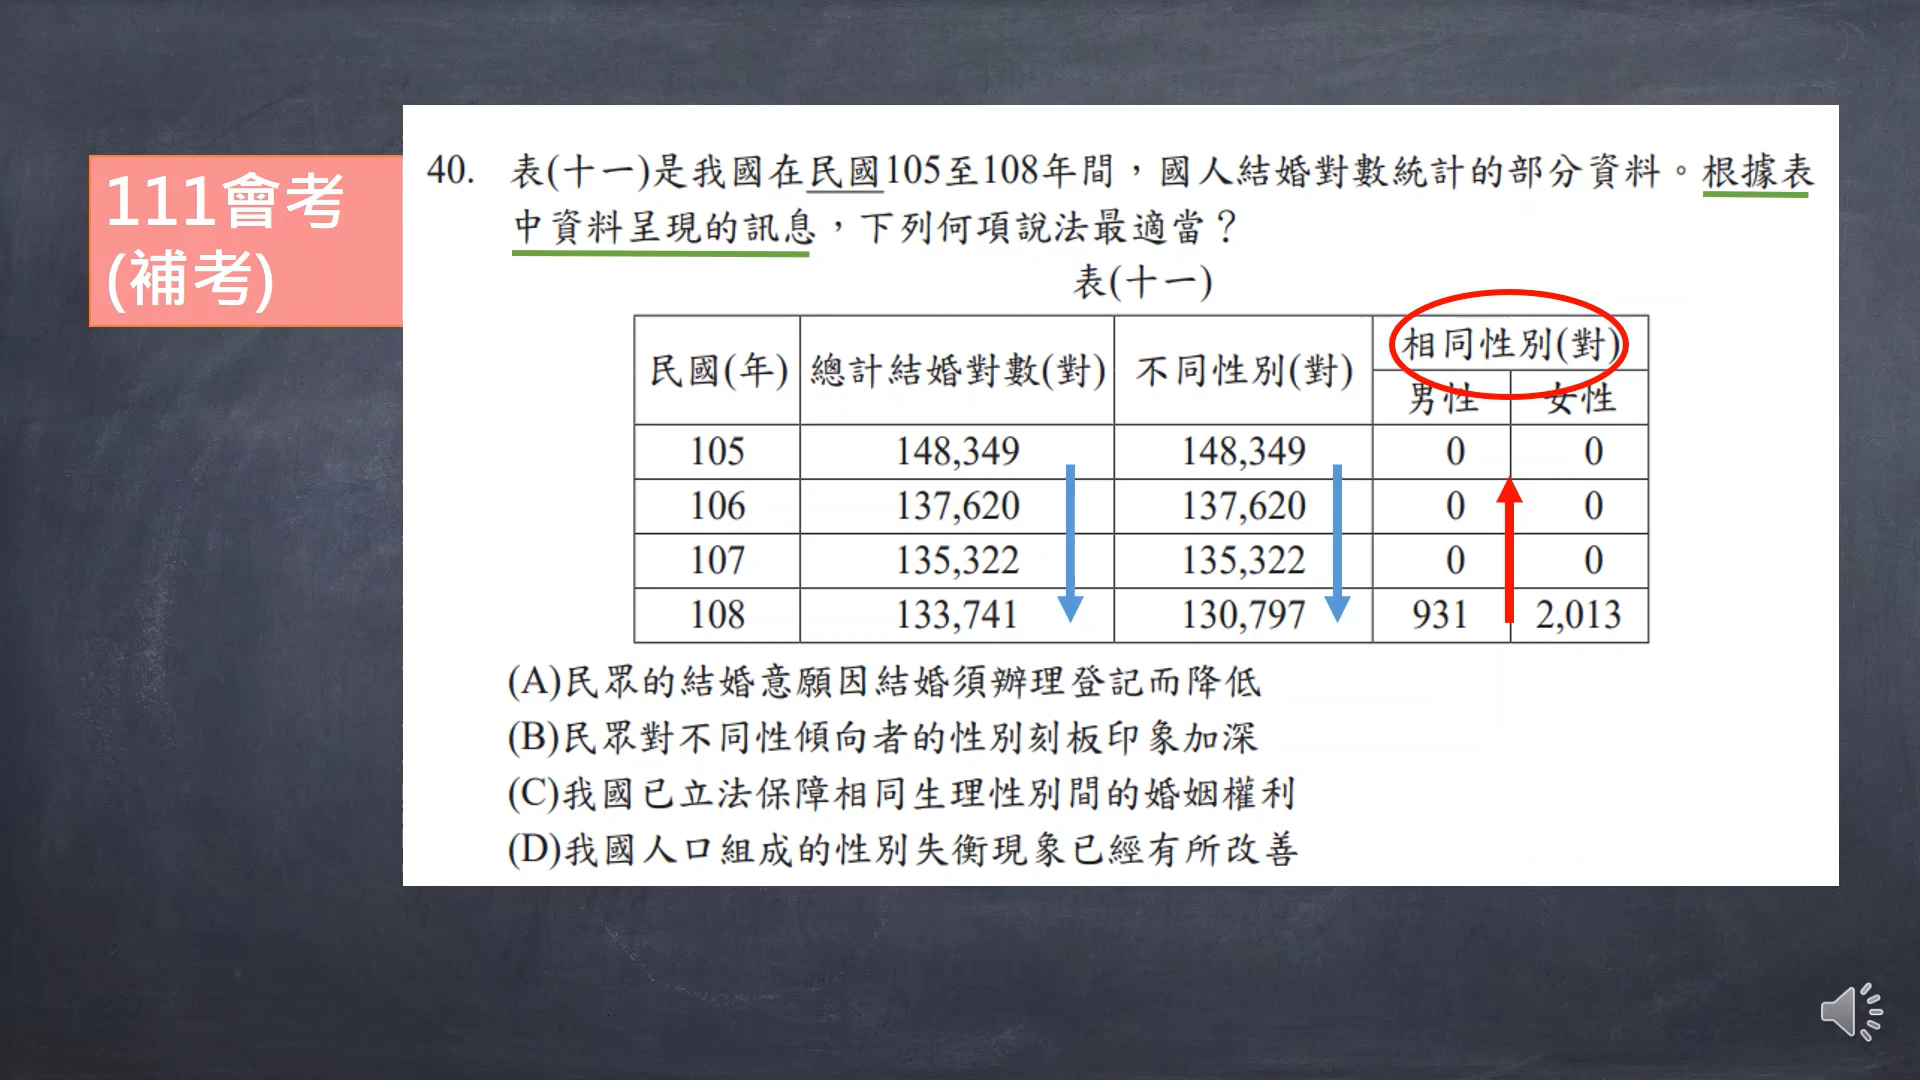 111會考
(補考)
40. 表(十一)是我國在民國105至108年間，國人結婚對數統計的部分資料。根據表
中資料呈現的訊息，下列何項說法最適當？
表(十一)
民國(年) 總計結婚對數(對) 不同性別(對) 相同性別(對)
男性 女性
105 148,349 148,349 0 0
106 137,620 137,620 0 0
107 135,322 135,322 0 0
108 133,741 130,797 931 2,013
(A)民眾的結婚意願因結婚須辦理登記而降低
(B)民眾對不同性傾向者的性別刻板印象加深
(C)我國已立法保障相同生理性別間的婚姻權利
(D)我國人口組成的性別失衡現象已經有所改善